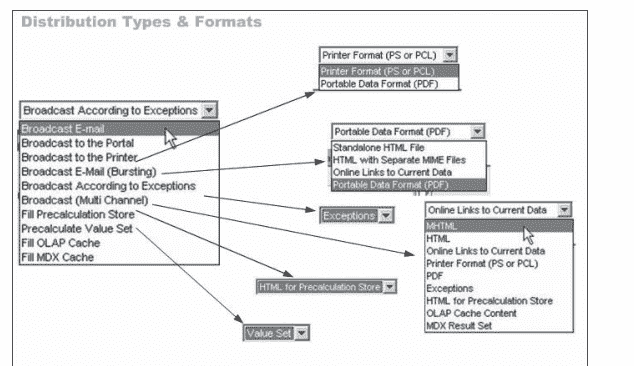 Distribution Types & Formats
Printer Format (PS or PCL)
Printer Format (PS or PCL)
Portable Data Format (PDF)
Broadcast According to Exceptions
Broadcast E-mail
Broadcast to the Portal
Broadcast to the Printer
Broadcast E-Mail (Bursting)
Broadcast According to Exceptions
Broadcast (Multi Channel)
Fill Precalculation Store
Precalculate Value Set
Fill OLAP Cache
Fill MDX Cache
Portable Data Format (PDF)
Standalone HTML File
HTML with Separate MIME Files
Online Links to Current Data
Portable Data Format (PDF)
Exceptions
Online Links to Current Data
MHTML
HTML
Online Links to Current Data
Printer Format (PS or PCL)
PDF
Exceptions
HTML for Precalculation Store
OLAP Cache Content
MDX Result Set
HTML for Precalculation Store
Value Set